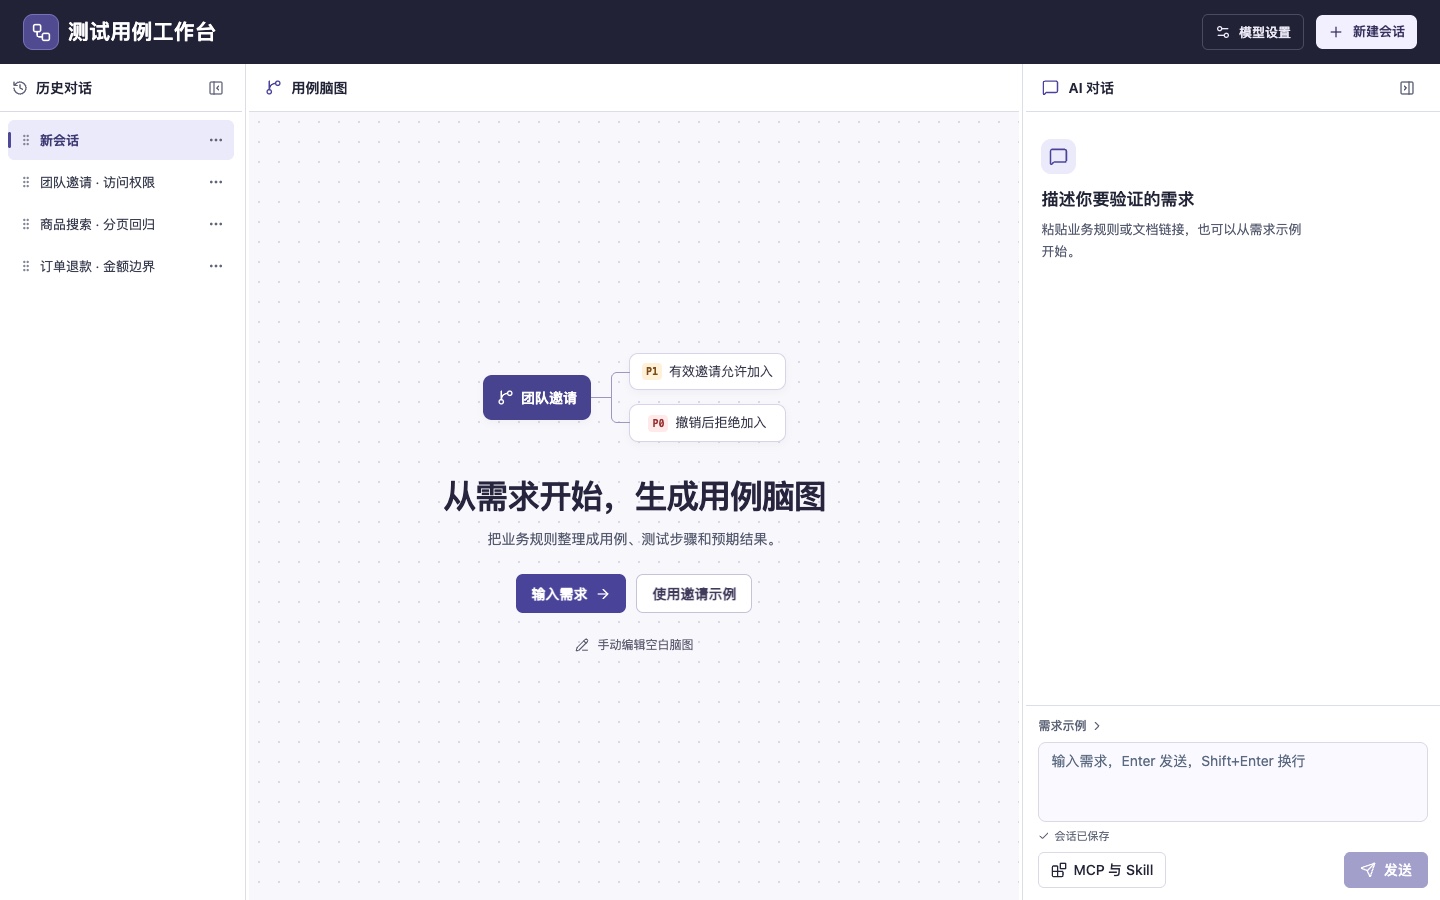 测试用例工作台
模型设置
新建会话
历史对话
用例脑图
AI 对话
新会话
团队邀请 · 访问权限
商品搜索 · 分页回归
订单退款 · 金额边界
团队邀请
P1 有效邀请允许加入
P0 撤销后拒绝加入
从需求开始，生成用例脑图
把业务规则整理成用例、测试步骤和预期结果。
输入需求
使用邀请示例
手动编辑空白脑图
描述你要验证的需求
粘贴业务规则或文档链接，也可以从需求示例
开始。
需求示例
输入需求，Enter 发送，Shift+Enter 换行
会话已保存
MCP 与 Skill
发送